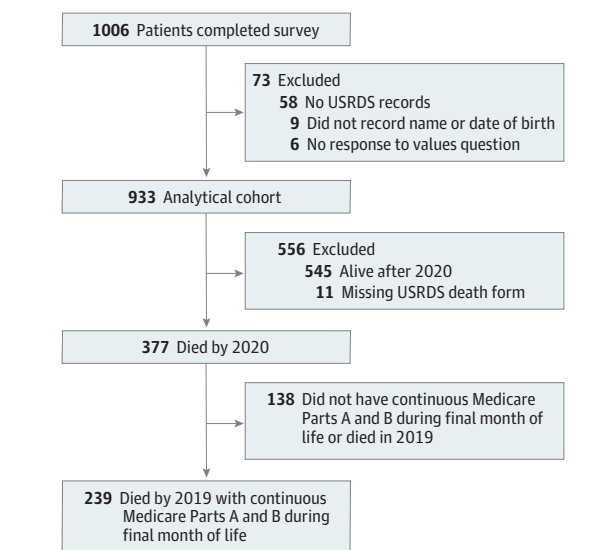 1006 Patients completed survey
73 Excluded
58 No USRDS records
9 Did not record name or date of birth
6 No response to values question
933 Analytical cohort
556 Excluded
545 Alive after 2020
11 Missing USRDS death form
377 Died by 2020
138 Did not have continuous Medicare
Parts A and B during final month of
life or died in 2019
239 Died by 2019 with continuous
Medicare Parts A and B during
final month of life